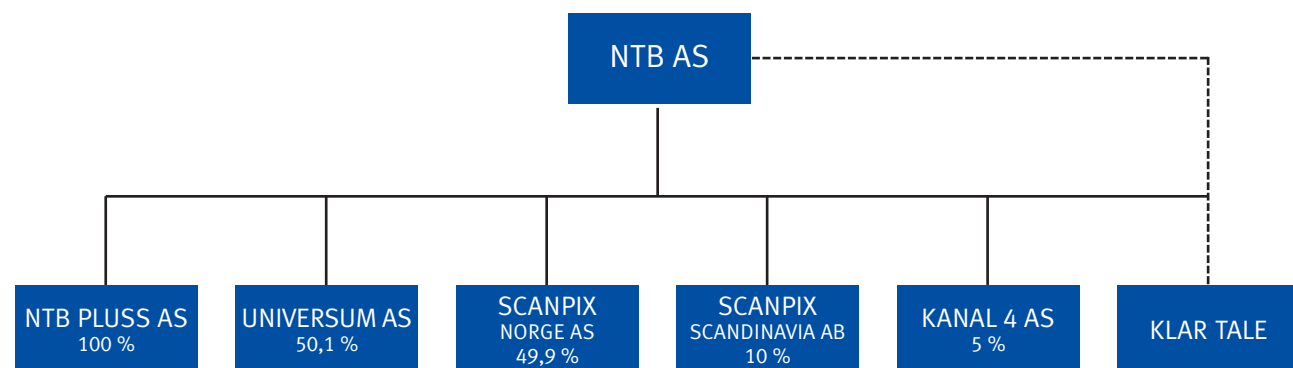 NTB AS
NTB PLUSS AS
100 %
UNIVERSUM AS
50,1 %
SCANPIX
NORGE AS
49,9 %
SCANPIX
SCANDINAVIA AB
10 %
KANAL 4 AS
5 %
KLAR TALE